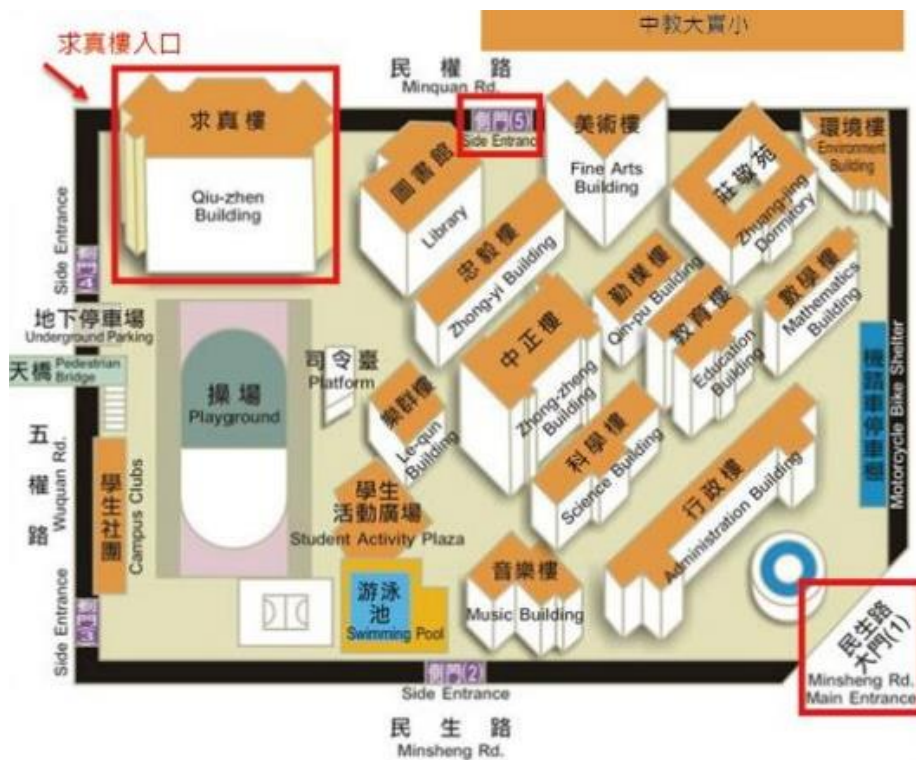 中教大實小
求真樓入口
民權路
Minquan Rd.
求真樓
Qiu-zhen
Building
圖書館
Library
側門(5)
Side Entranc
美術樓
Fine Arts
Building
莊敬苑
Zhuang-jing
Dormitory
環境樓
Environment
Building
忠毅樓
Zhong-yi Building
勤樸樓
Qin-pu Building
教育樓
Education
Building
數學樓
Mathematics
Building
Side Entrance
側門4
地下停車場
Underground Parking
天橋
Pedestrian
Bridge
操場
Playground
司令臺
Platform
樂群樓
Le-qun
Building
中正樓
Zhong-zheng
Building
科學樓
Science Building
行政樓
Administration Building
機踏車停車棚
Motorcycle Bike Shelter
五權路
Wuquan Rd.
學生社團
Campus Clubs
學生
活動廣場
Student Activity Plaza
游泳
池
Swimming Pool
音樂樓
Music Building
Side Entrance
側門3
民生路
大門(1)
Minsheng Rd.
Main Entrance
側門(2)
Side Entrance
民生路
Minsheng Rd.